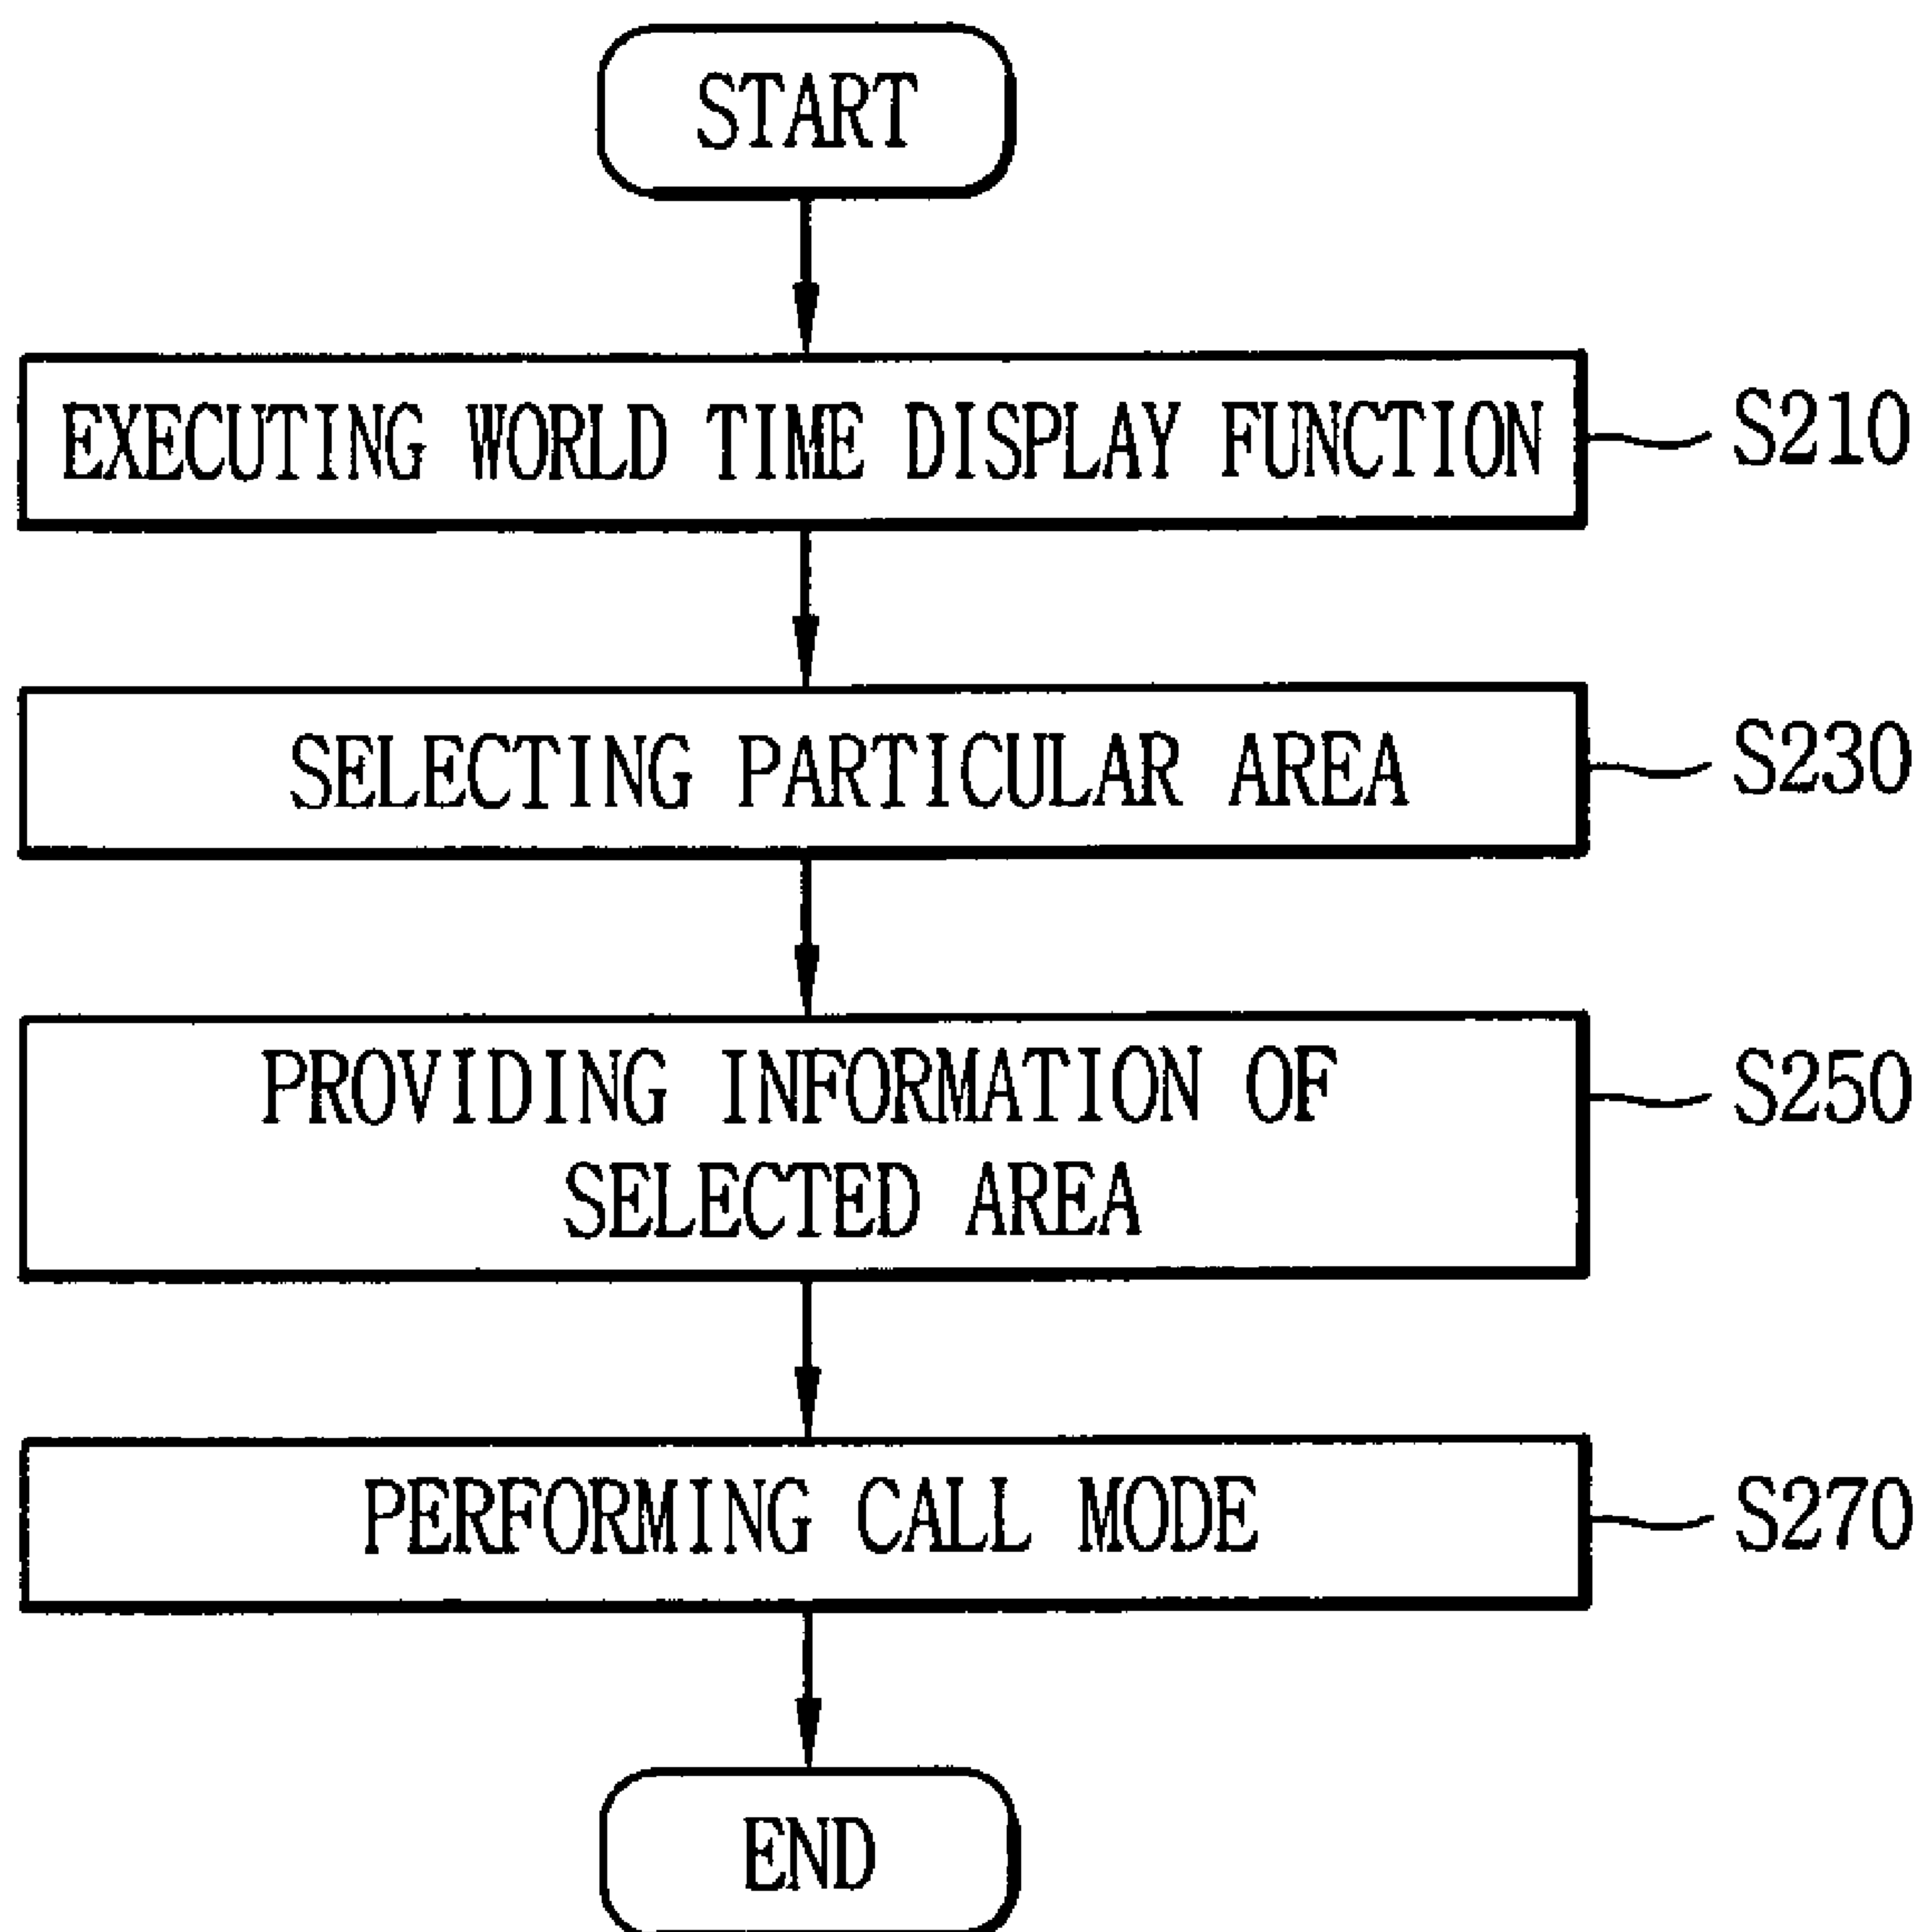 START
EXECUTING WORLD TIME DISPLAY FUNCTION
S210
SELECTING PARTICULAR AREA
S230
PROVIDING INFORMATION OF
SELECTED AREA
S250
PERFORMING CALL MODE
S270
END